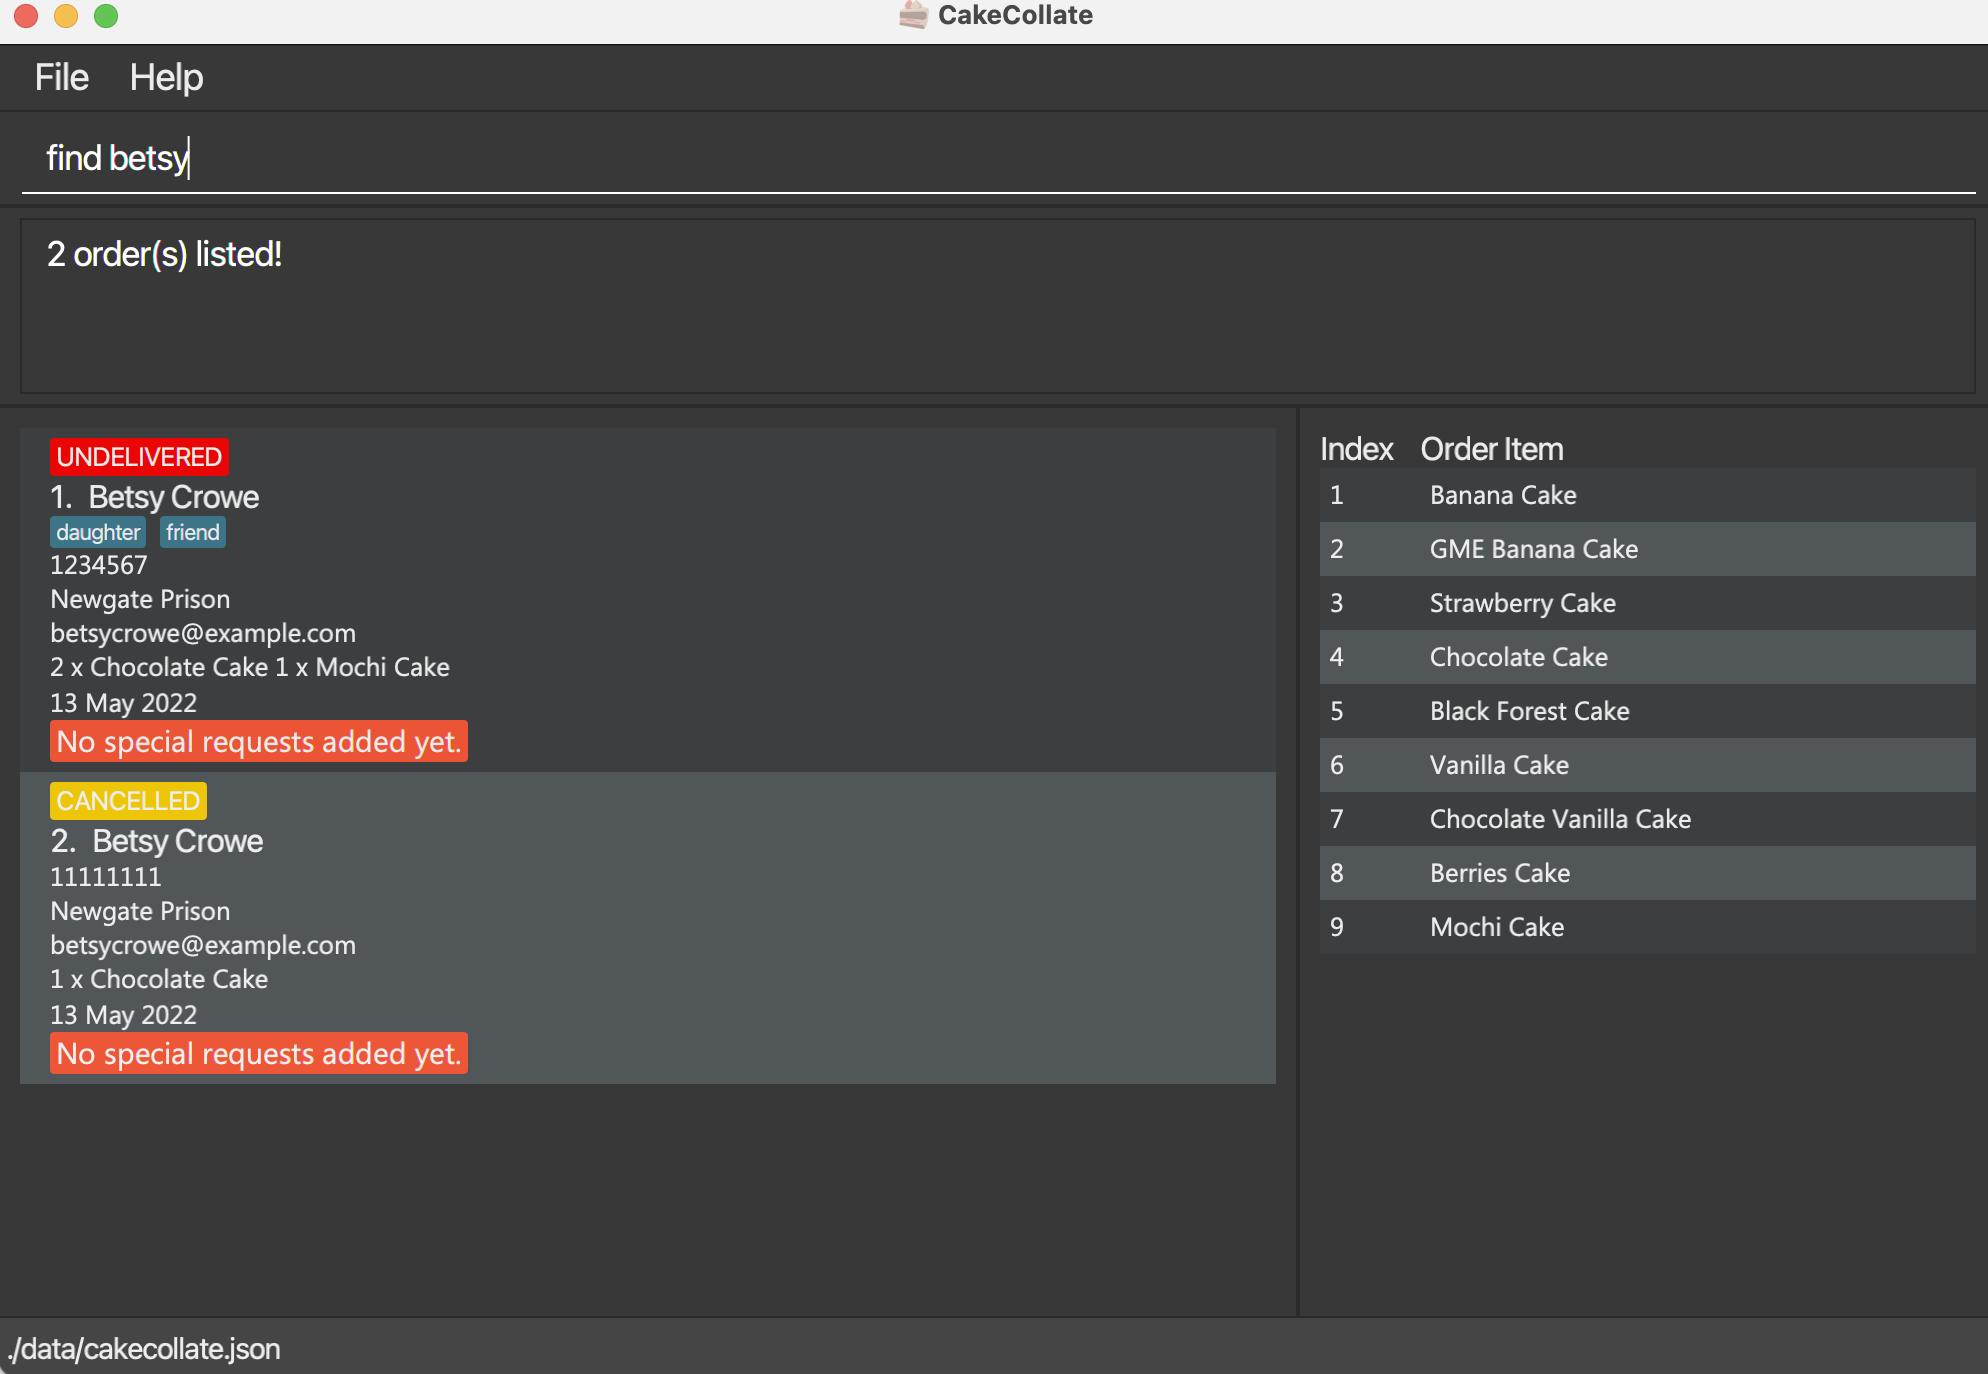 CakeCollate
File Help
find betsy
2 order(s) listed!
UNDELIVERED
1. Betsy Crowe
daughter friend
1234567
Newgate Prison
betsycrowe@example.com
2 x Chocolate Cake 1 x Mochi Cake
13 May 2022
No special requests added yet.
CANCELLED
2. Betsy Crowe
11111111
Newgate Prison
betsycrowe@example.com
1 x Chocolate Cake
13 May 2022
No special requests added yet.
Index Order Item
1 Banana Cake
2 GME Banana Cake
3 Strawberry Cake
4 Chocolate Cake
5 Black Forest Cake
6 Vanilla Cake
7 Chocolate Vanilla Cake
8 Berries Cake
9 Mochi Cake
./data/cakecollate.json